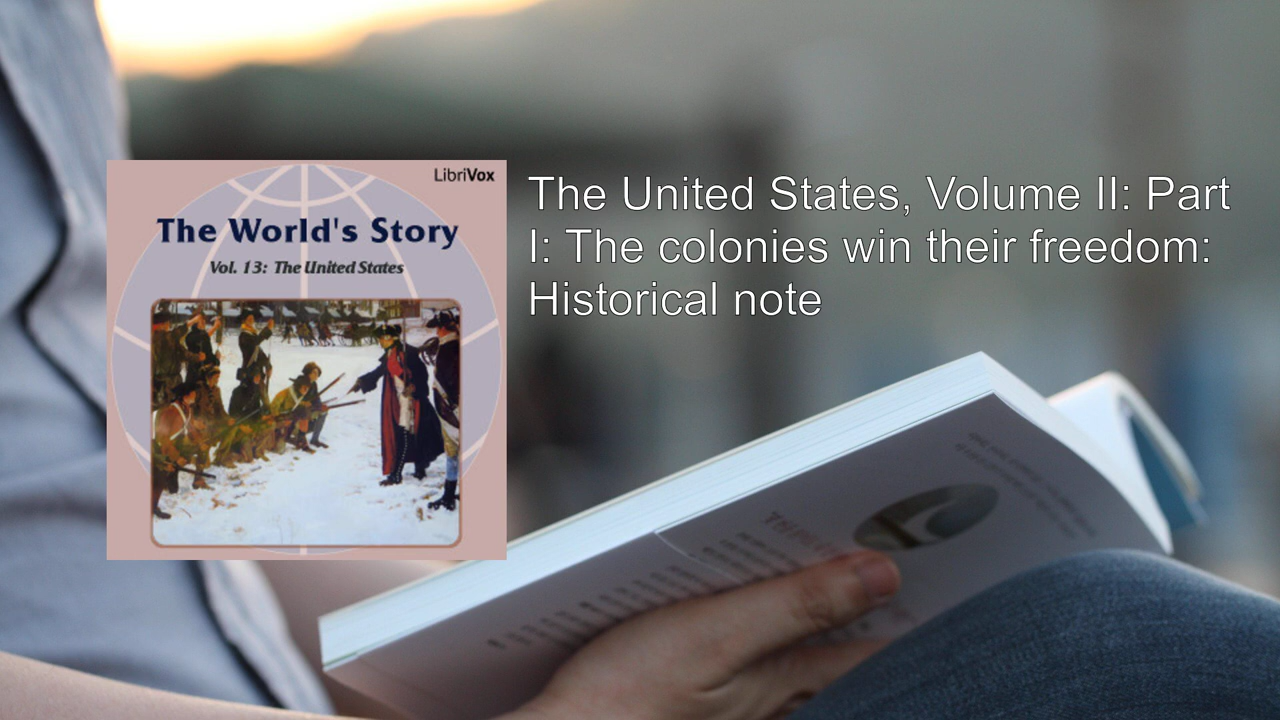 LibriVox
The World's Story
Vol. 13: The United States
The United States, Volume II: Part
I: The colonies win their freedom:
Historical note